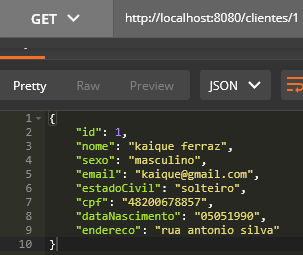 GET http://localhost:8080/clientes/1
Pretty Raw Preview JSON
1 {
2 "id": 1,
3 "nome": "kaique ferraz",
4 "sexo": "masculino",
5 "email": "kaique@gmail.com",
6 "estadoCivil": "solteiro",
7 "cpf": "48200678857",
8 "dataNascimento": "05051990",
9 "endereco": "rua antonio silva"
10 }